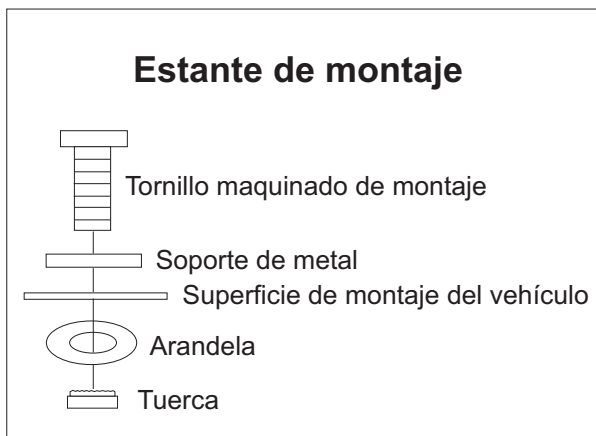 Estante de montaje
Tornillo maquinado de montaje
Soporte de metal
Superficie de montaje del vehículo
Arandela
Tuerca